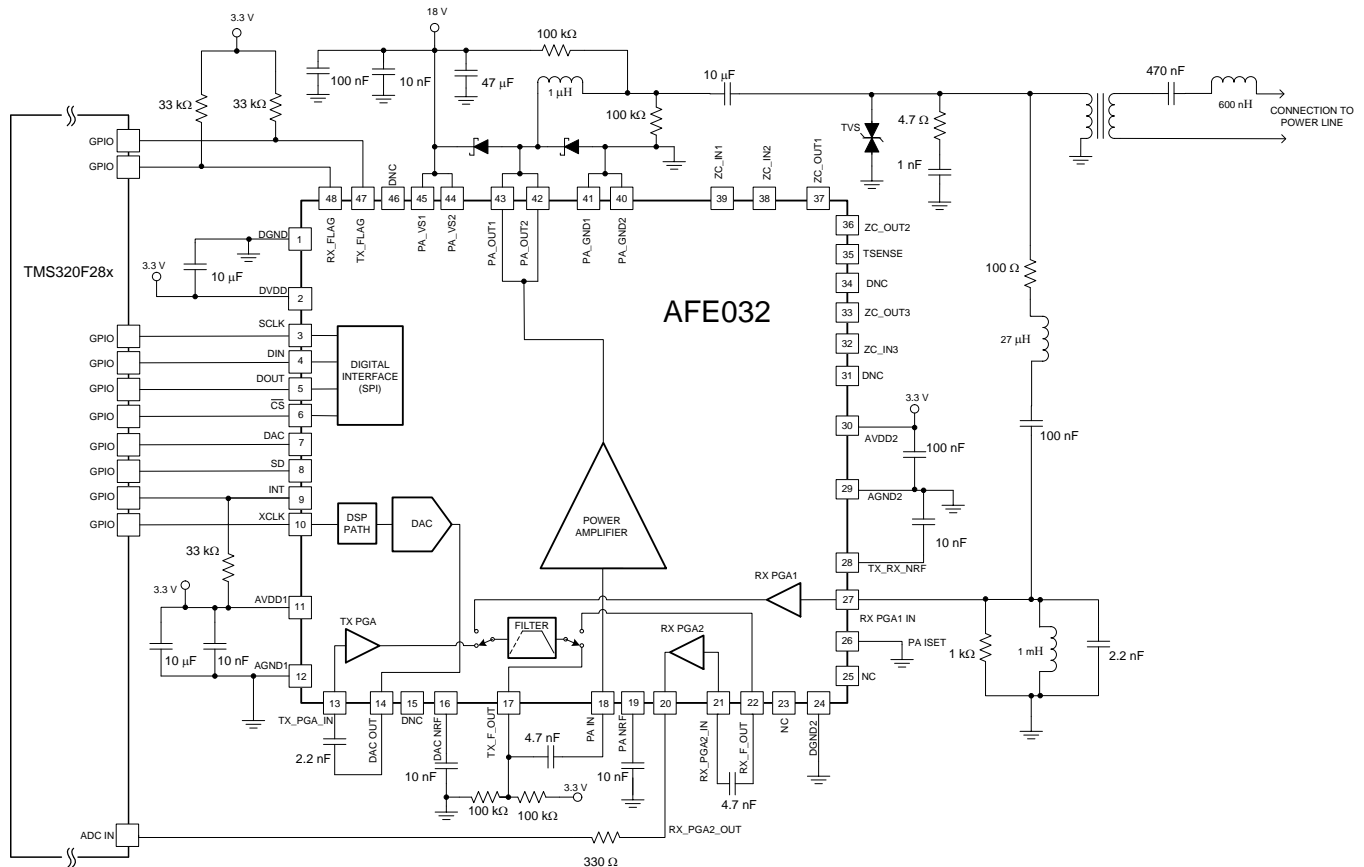 18 V
3.3 V
100 kΩ
100 nF
10 nF
47 µF
1 µH
10 µF
470 nF
600 nH
CONNECTION TO
POWER LINE
33 kΩ
33 kΩ
100 kΩ
TVS
4.7 Ω
1 nF
GPIO
GPIO
DNC
ZC_IN1
ZC_IN2
ZC_OUT1
48
47
46
45
44
43
42
41
40
39
38
37
RX_FLAG
TX_FLAG
PA_VS1
PA_VS2
PA_OUT1
PA_OUT2
PA_GND1
PA_GND2
TMS320F28x
AFE032
DGND
1
10 µF
3.3 V
DVDD
2
GPIO
SCLK
3
GPIO
DIN
4
GPIO
DOUT
5
GPIO
CS
6
DIGITAL
INTERFACE
(SPI)
GPIO
DAC
7
GPIO
SD
8
GPIO
INT
9
GPIO
XCLK
10
DSP
PATH
DAC
POWER
AMPLIFIER
33 kΩ
3.3 V
AVDD1
11
10 µF
10 nF
AGND1
12
36
ZC_OUT2
35
TSENSE
34
DNC
33
ZC_OUT3
32
ZC_IN3
31
DNC
3.3 V
30
AVDD2
100 nF
29
AGND2
10 nF
28
TX_RX_NRF
27
RX PGA1 IN
26
PA ISET
25
NC
100 Ω
27 µH
100 nF
1 kΩ
1 mH
2.2 nF
TX PGA
FILTER
RX PGA1
RX PGA2
13
14
15
16
17
18
19
20
21
22
23
24
TX_PGA_IN
DAC OUT
DNC
DAC NRF
TX_F_OUT
PA IN
PA NRF
RX_PGA2_IN
RX_F_OUT
NC
DGND2
2.2 nF
10 nF
4.7 nF
10 nF
4.7 nF
3.3 V
100 kΩ
100 kΩ
RX_PGA2_OUT
ADC IN
330 Ω